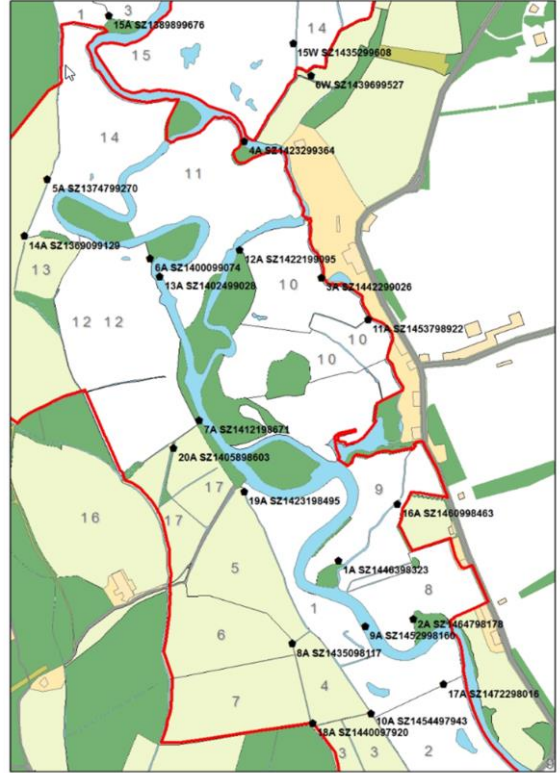 1 3
15A SZ1389899676
14
15W SZ1435299608
15
6W SZ1439699527
14
4A SZ1423299364
11
5A SZ1374799270
14A SZ1369099129
12A SZ1422199095
6A SZ1400099074
13
13A SZ1402499028
10
3A SZ1442299026
12 12
11A SZ1453798922
10
10
7A SZ1412198671
20A SZ1405898603
17
19A SZ1423198495
9
16A SZ1460998463
16
17
5
1A SZ1446398323
8
1
2A SZ1464798178
9A SZ1452998160
6
8A SZ1435098117
4
17A SZ1472298016
7
10A SZ1454497943
18A SZ1440097920
3 3 2